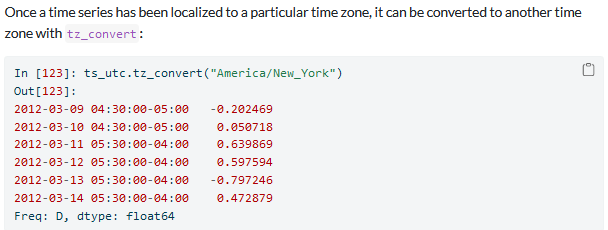 Once a time series has been localized to a particular time zone, it can be converted to another time
zone with tz_convert:
In [123]: ts_utc.tz_convert("America/New_York")
Out[123]:
2012-03-09 04:30:00-05:00   -0.202469
2012-03-10 04:30:00-05:00    0.050718
2012-03-11 05:30:00-04:00    0.639869
2012-03-12 05:30:00-04:00    0.597594
2012-03-13 05:30:00-04:00   -0.797246
2012-03-14 05:30:00-04:00    0.472879
Freq: D, dtype: float64